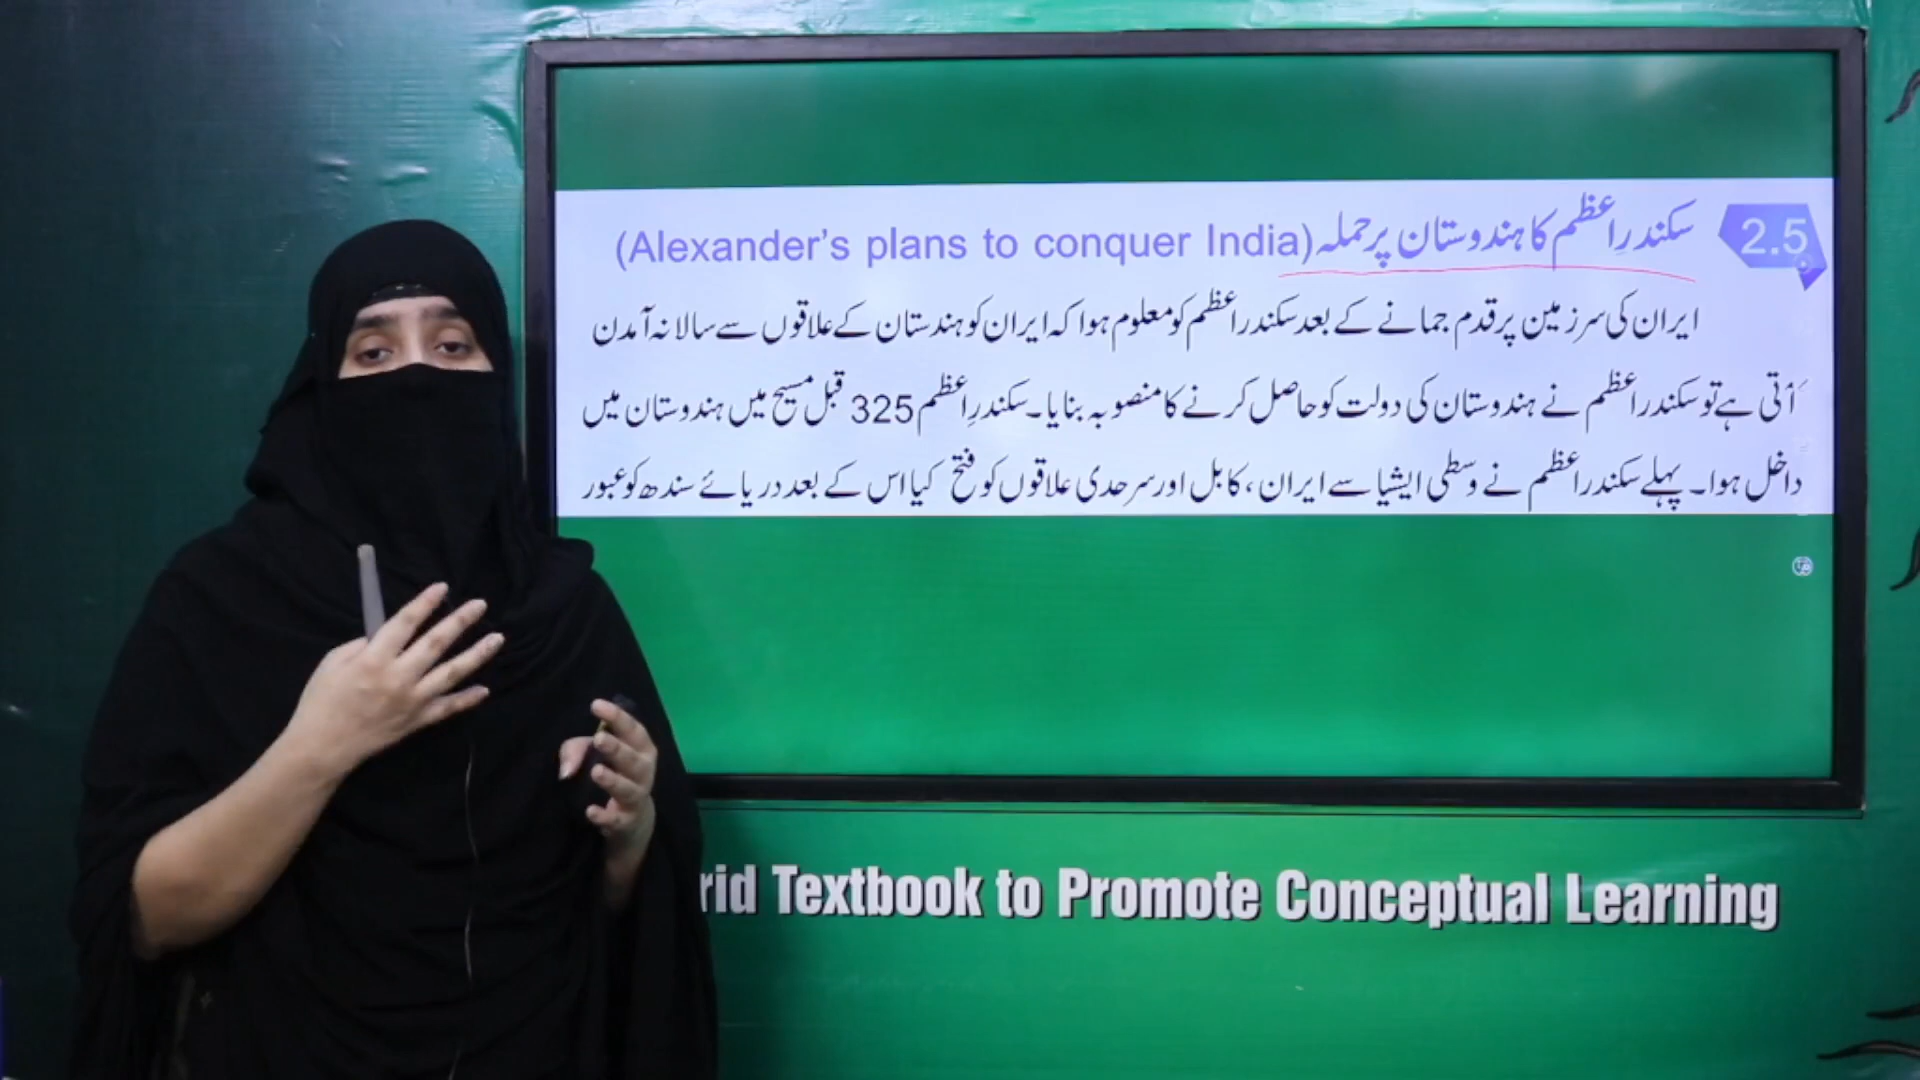 2.5 سکندرِاعظم کا ہندوستان پر حملہ (Alexander's plans to conquer India)
ایران کی سرزمین پر قدم جمانے کے بعد سکندراعظم کو معلوم ہوا کہ ایران کو ہندستان کے علاقوں سے سالانہ آمدن
آتی ہے تو سکندراعظم نے ہندوستان کی دولت کو حاصل کرنے کا منصوبہ بنایا۔ سکندرِاعظم 325 قبل مسیح میں ہندوستان میں
داخل ہوا۔ پہلے سکندراعظم نے وسطی ایشیا سے ایران، کابل اور سرحدی علاقوں کو فتح کیا اس کے بعد دریائے سندھ کو عبور
rid Textbook to Promote Conceptual Learning